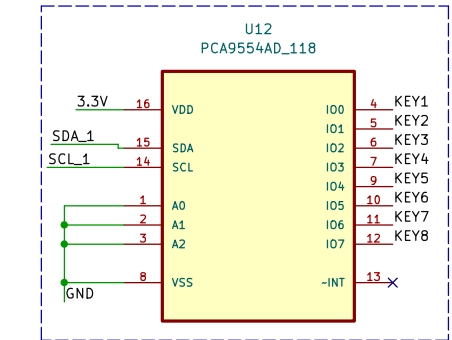 U12
PCA9554AD_118
3.3V 16 VDD IO0 4 KEY1
IO1 5 KEY2
SDA_1 15 SDA IO2 6 KEY3
SCL_1 14 SCL IO3 7 KEY4
IO4 9 KEY5
1 A0 IO5 10 KEY6
2 A1 IO6 11 KEY7
3 A2 IO7 12 KEY8
8 VSS ~INT 13
GND